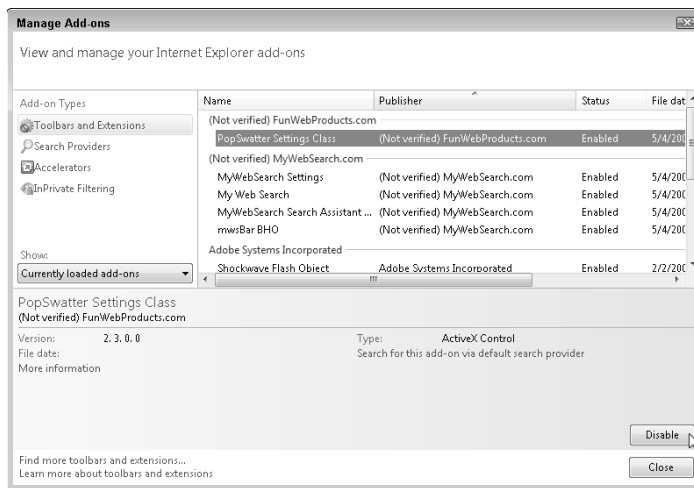 Manage Add-ons
View and manage your Internet Explorer add-ons
Add-on Types
Toolbars and Extensions
Search Providers
Accelerators
InPrivate Filtering
Show:
Currently loaded add-ons
Name Publisher Status File dat
(Not verified) FunWebProducts.com
PopSwatter Settings Class (Not verified) FunWebProducts.com Enabled 5/4/200
(Not verified) MyWebSearch.com
MyWebSearch Settings (Not verified) MyWebSearch.com Enabled 5/4/200
My Web Search (Not verified) MyWebSearch.com Enabled 5/4/200
MyWebSearch Search Assistant ... (Not verified) MyWebSearch.com Enabled 5/4/200
mwsBar BHO (Not verified) MyWebSearch.com Enabled 5/4/200
Adobe Systems Incorporated
Shockwave Flash Object Adobe Systems Incorporated Enabled 2/2/200
PopSwatter Settings Class
(Not verified) FunWebProducts.com
Version: 2. 3. 0. 0 Type: ActiveX Control
File date: Search for this add-on via default search provider
More information
Disable
Find more toolbars and extensions...
Learn more about toolbars and extensions
Close